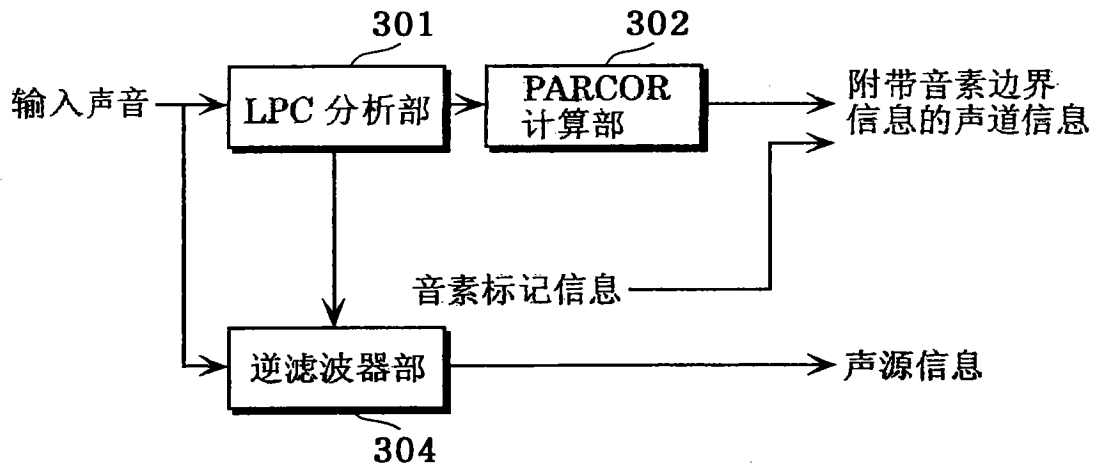 301
302
输入声音
LPC 分析部
PARCOR
计算部
附带音素边界
信息的声道信息
音素标记信息
逆滤波器部
声源信息
304